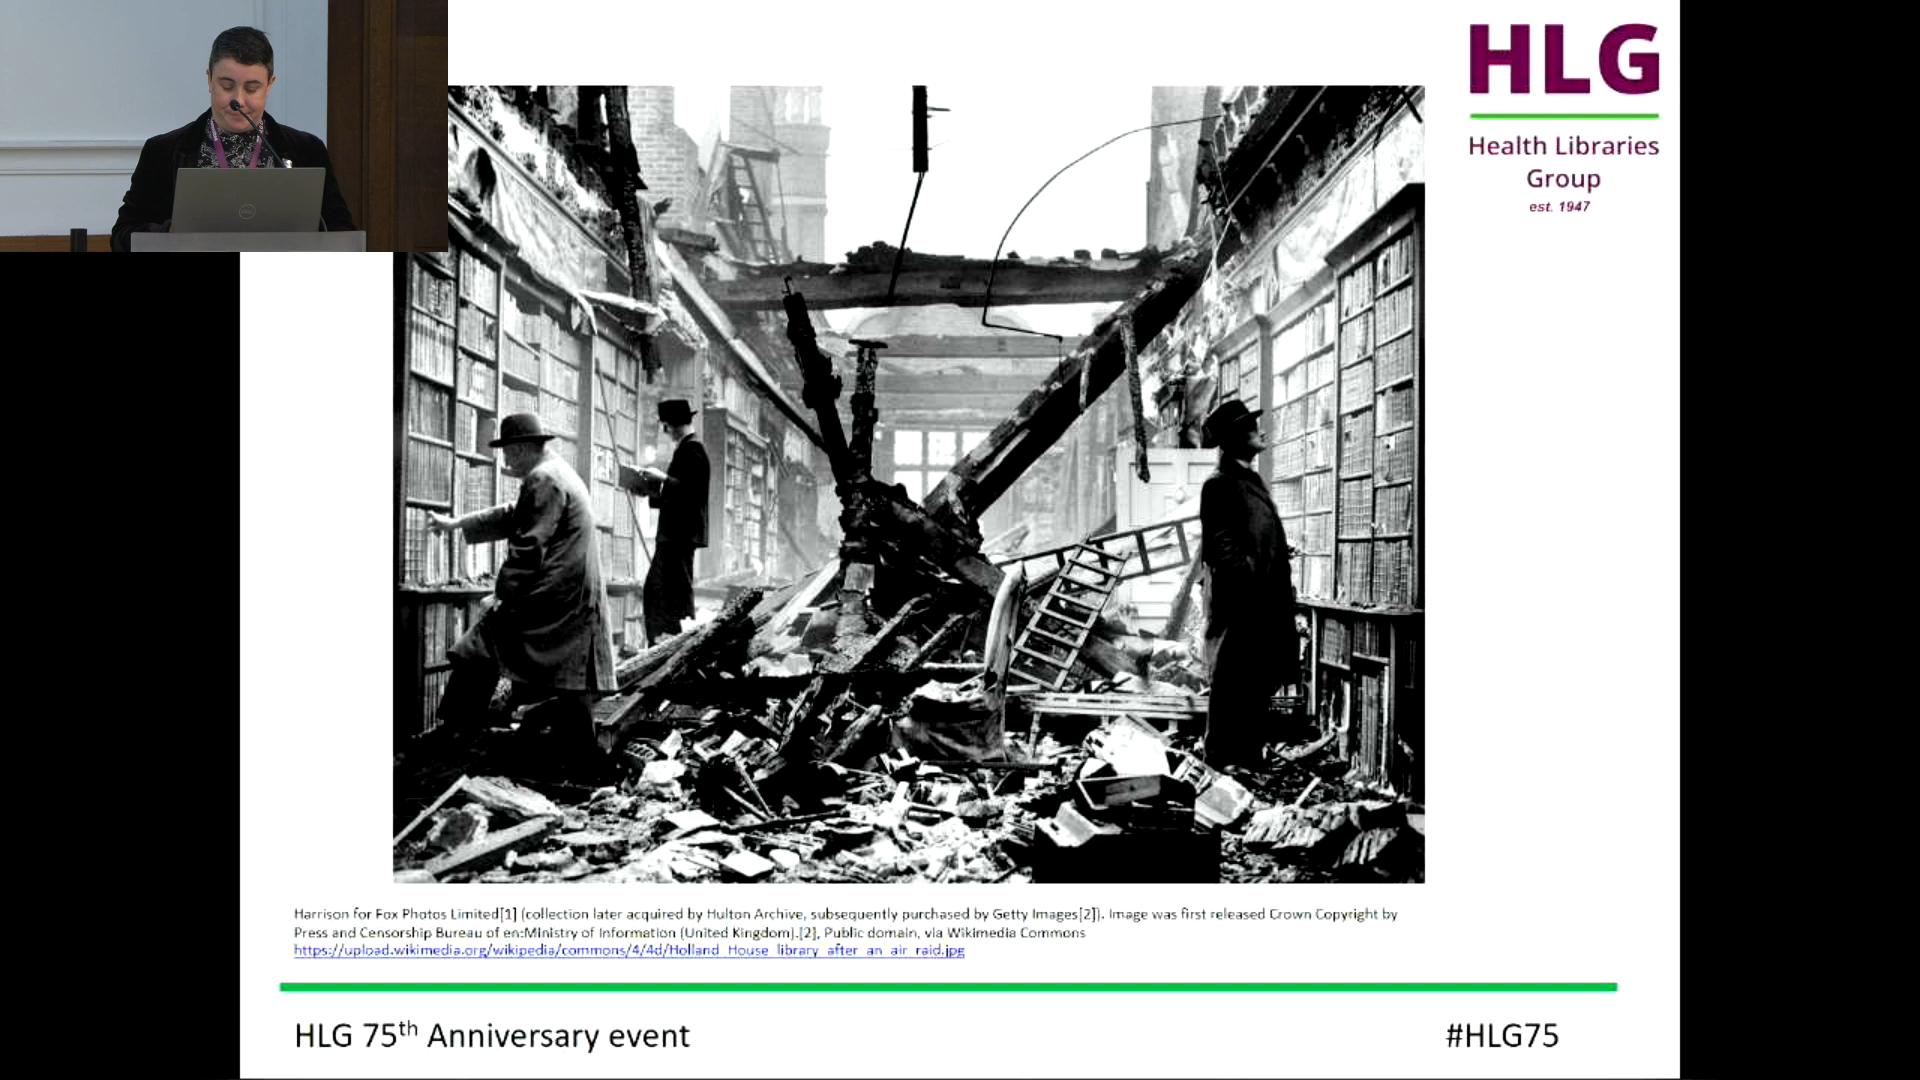 HLG
Health Libraries
Group
est. 1947
Harrison for Fox Photos Limited[1] (collection later acquired by Hulton Archive, subsequently purchased by Getty Images[2]). Image was first released Crown Copyright by
Press and Censorship Bureau of en:Ministry of Information (United Kingdom).[2], Public domain, via Wikimedia Commons
https://upload.wikimedia.org/wikipedia/commons/4/4d/Holland_House_library_after_an_air_raid.jpg
HLG 75th Anniversary event
#HLG75